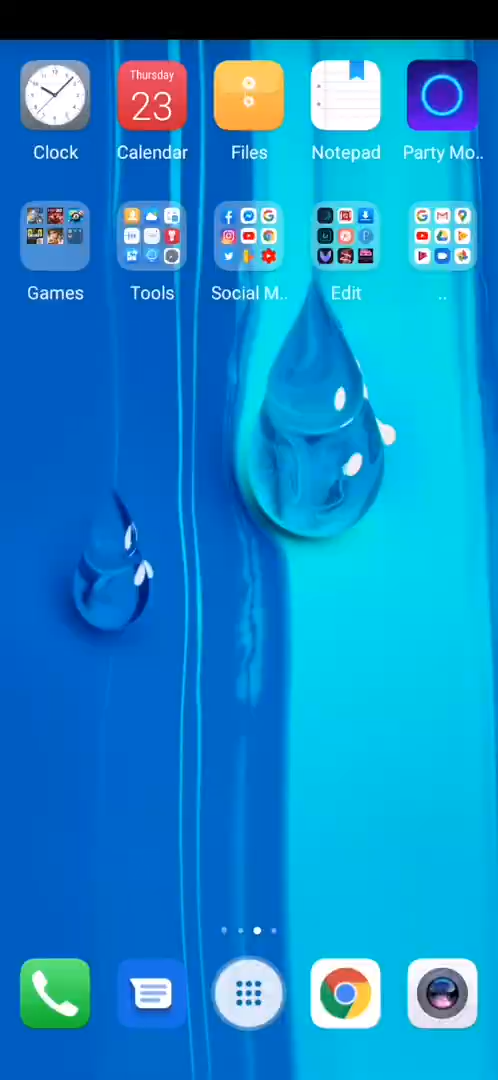 Thursday
23
Clock
Calendar
Files
Notepad
Party Mo..
Games
Tools
Social M..
Edit
..